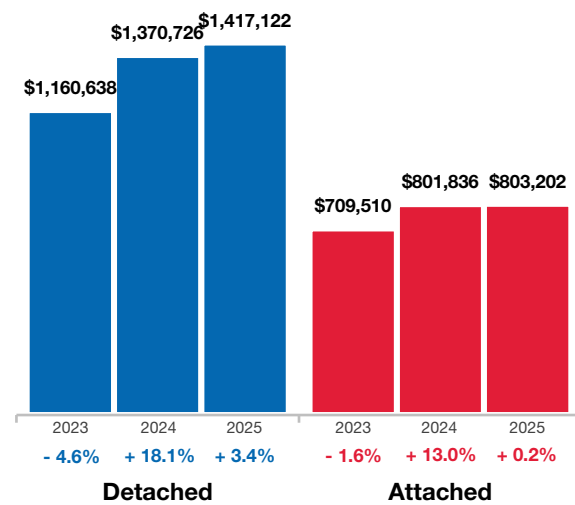 $1,160,638 $1,370,726 $1,417,122 $709,510 $801,836 $803,202
2023 2024 2025 2023 2024 2025
- 4.6% + 18.1% + 3.4% - 1.6% + 13.0% + 0.2%
Detached Attached